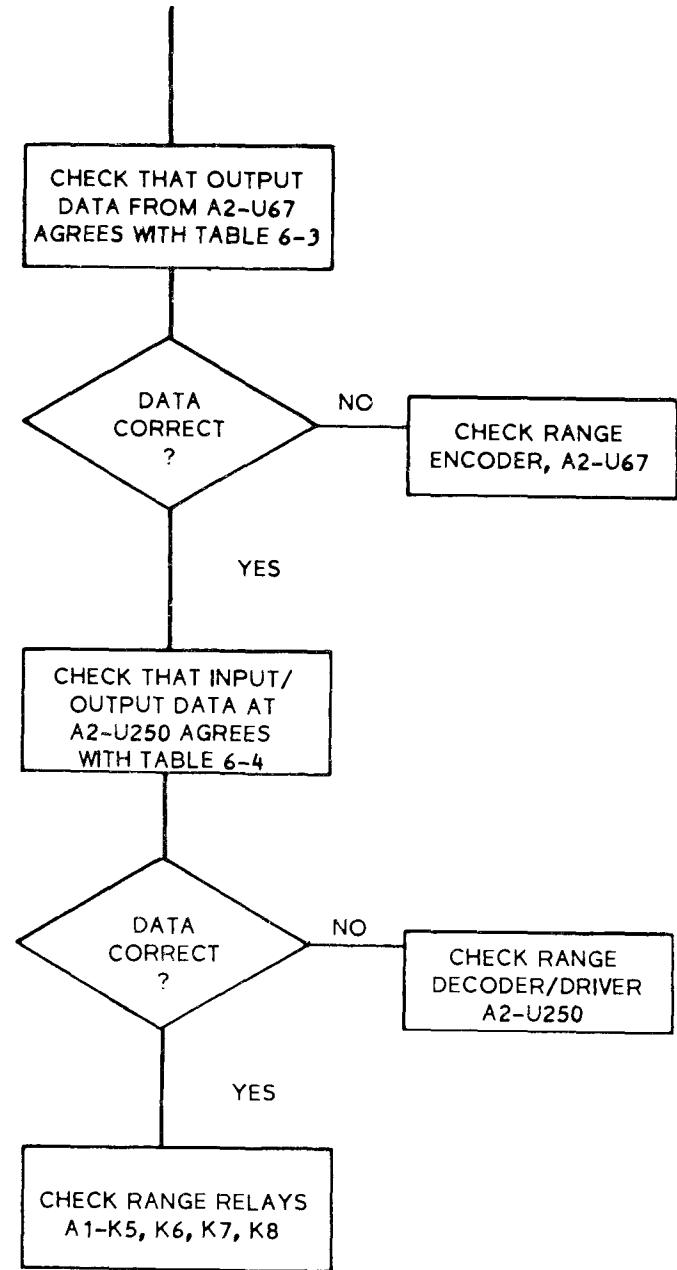 CHECK THAT OUTPUT
DATA FROM A2-U67
AGREES WITH TABLE 6-3
DATA
CORRECT
?
NO
CHECK RANGE
ENCODER, A2-U67
YES
CHECK THAT INPUT/
OUTPUT DATA AT
A2-U250 AGREES
WITH TABLE 6-4
DATA
CORRECT
?
NO
CHECK RANGE
DECODER/DRIVER
A2-U250
YES
CHECK RANGE RELAYS
A1-K5, K6, K7, K8